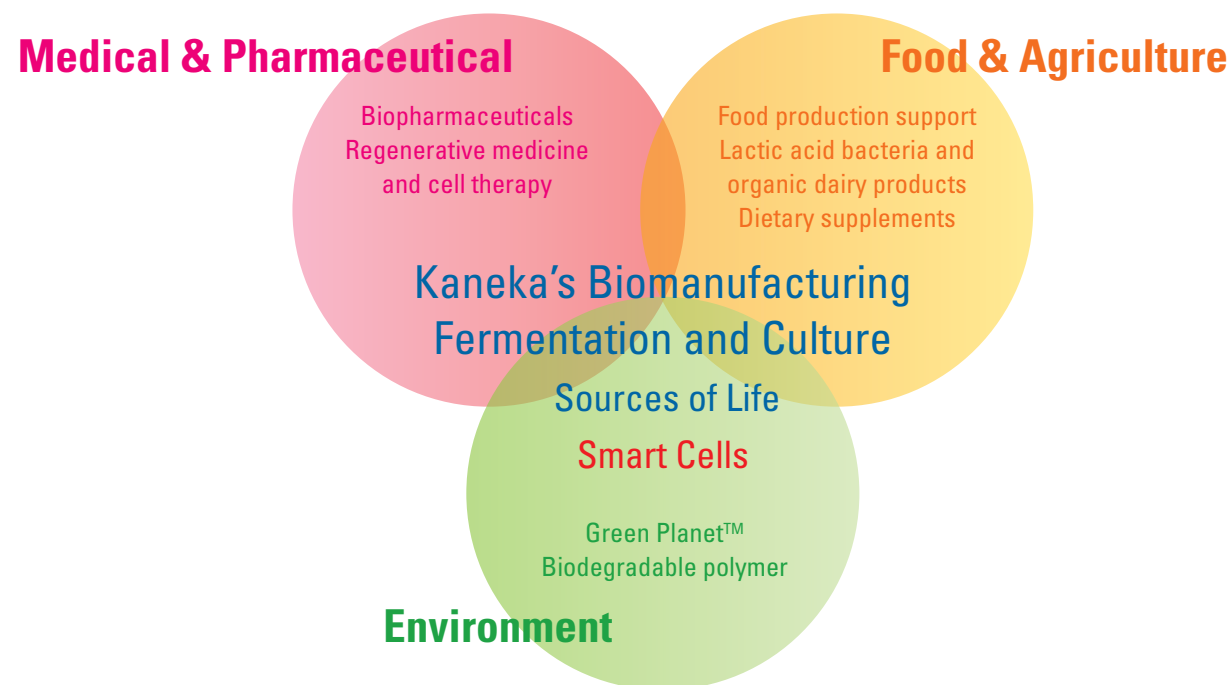 Medical & Pharmaceutical
Biopharmaceuticals
Regenerative medicine
and cell therapy
Food & Agriculture
Food production support
Lactic acid bacteria and
organic dairy products
Dietary supplements
Kaneka’s Biomanufacturing
Fermentation and Culture
Sources of Life
Smart Cells
Green Planet™
Biodegradable polymer
Environment